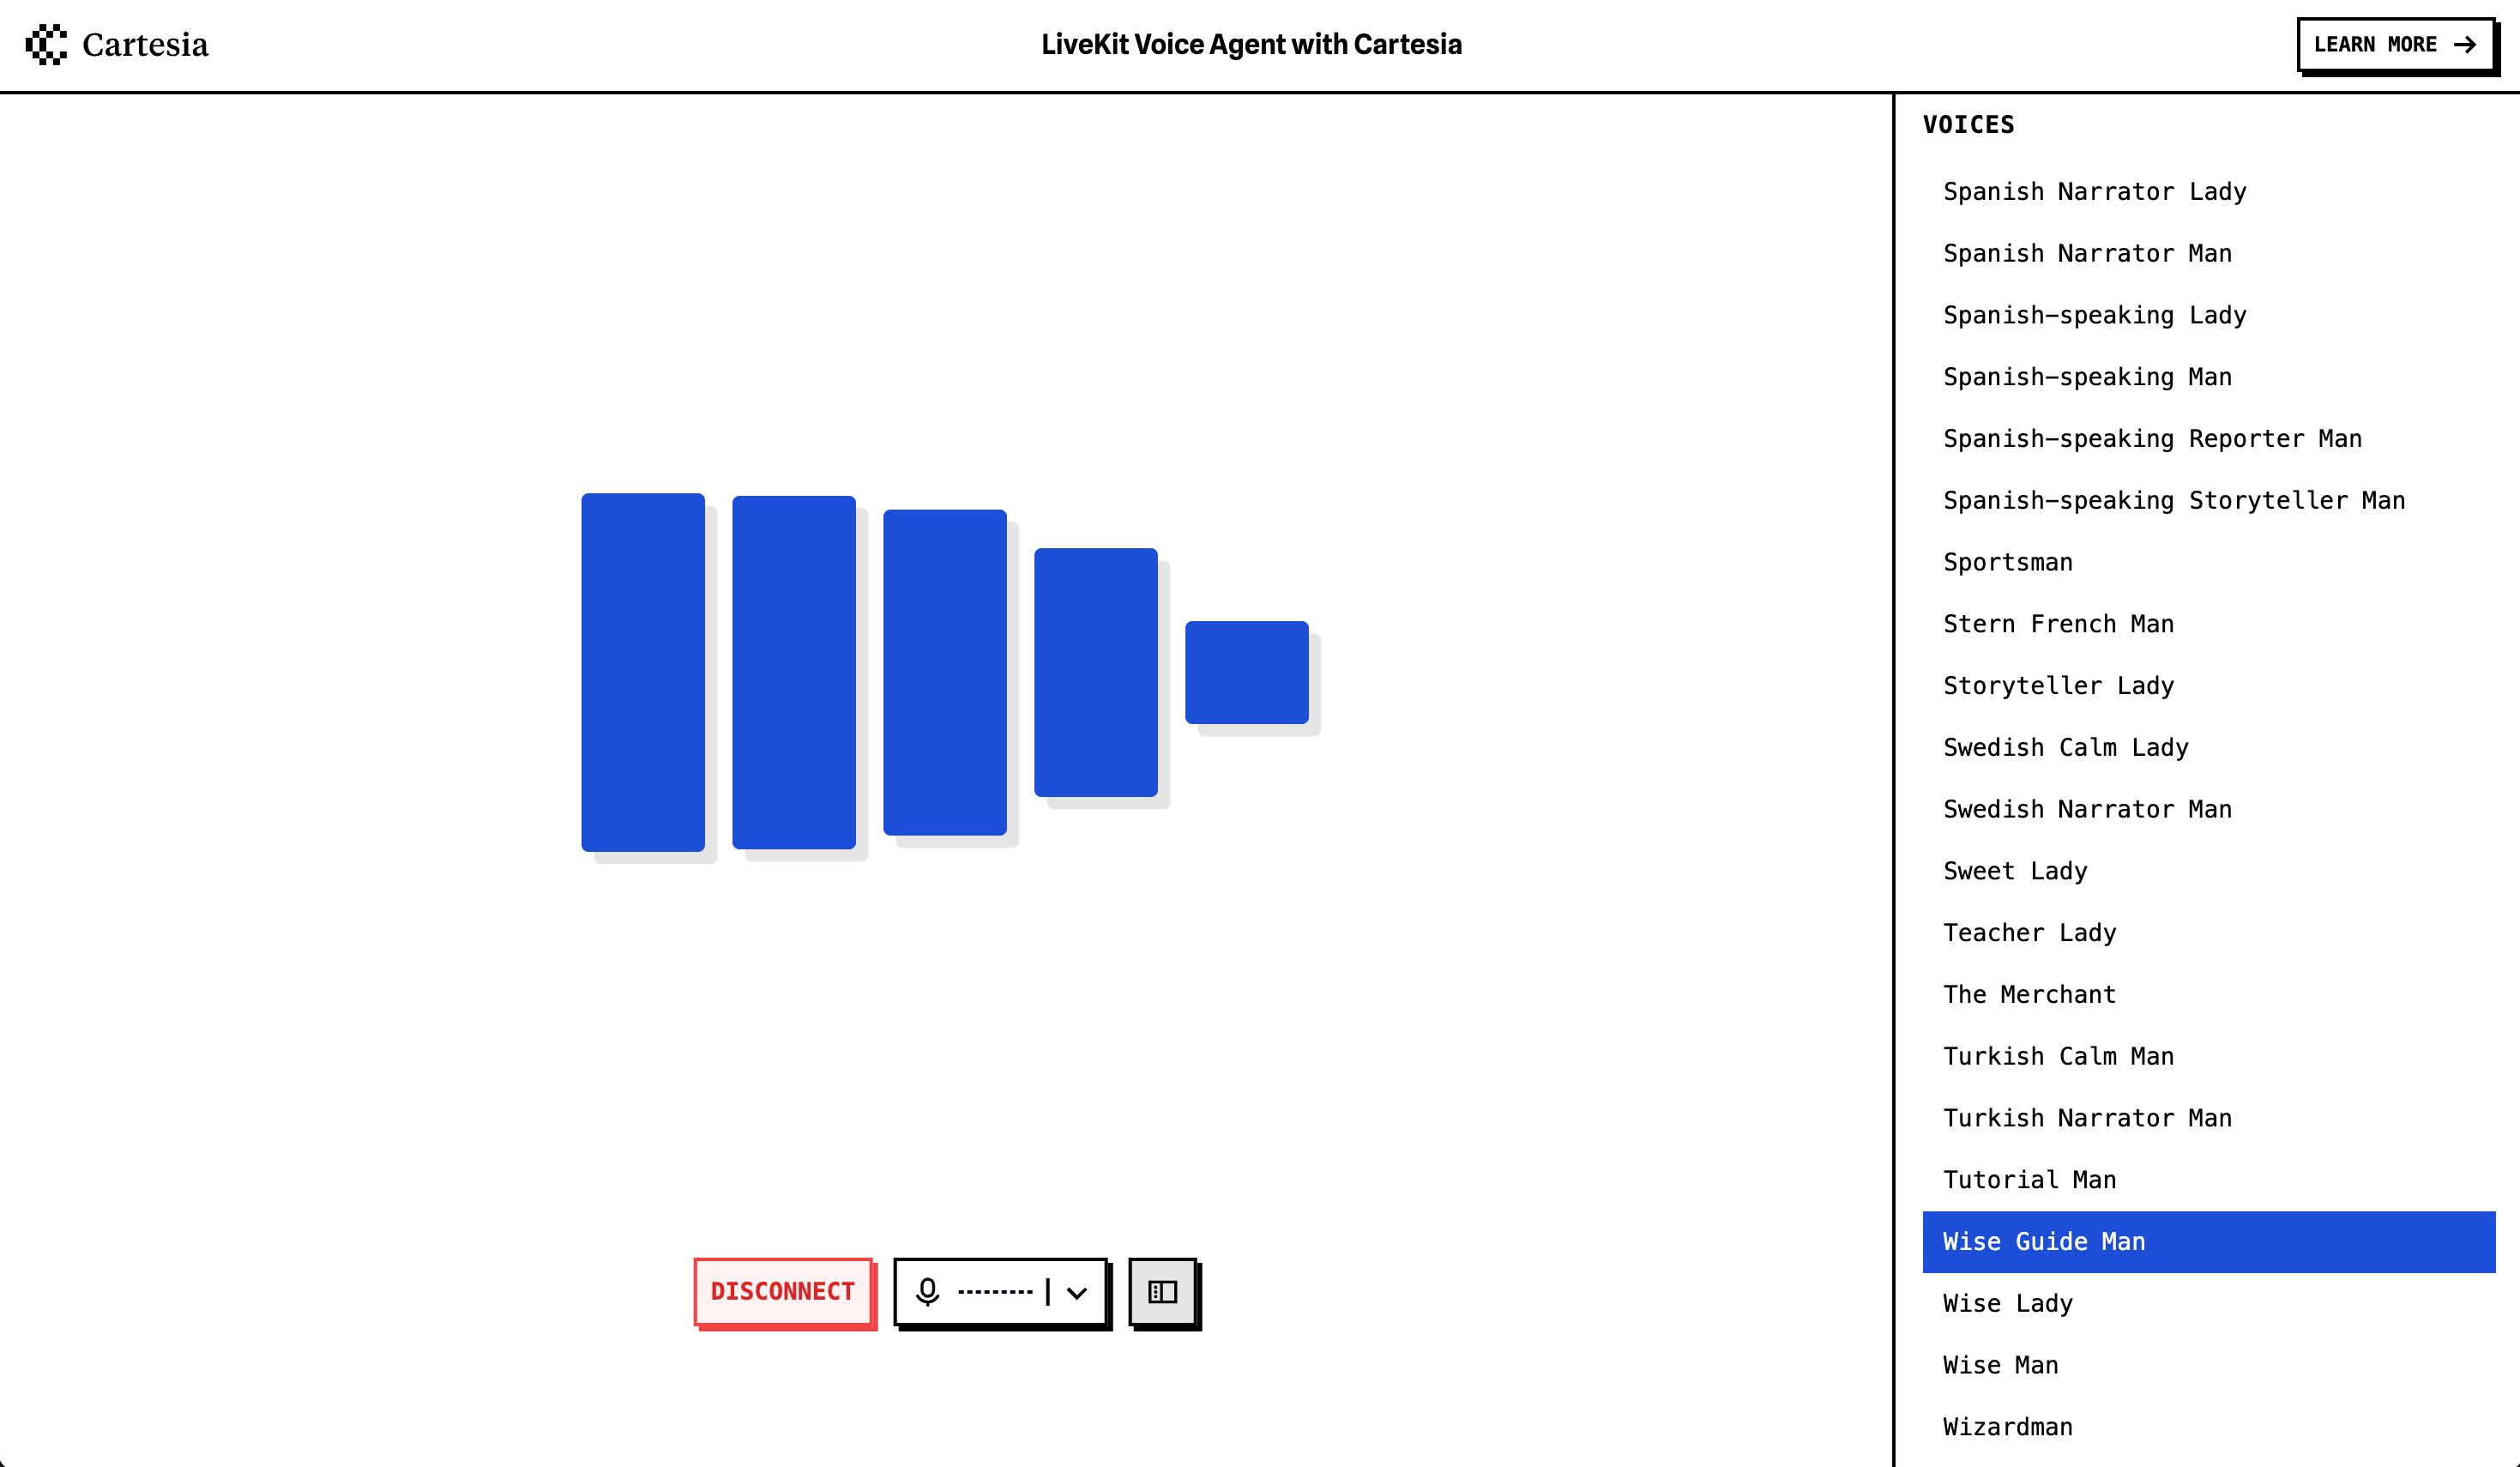 Cartesia
LiveKit Voice Agent with Cartesia
LEARN MORE →
VOICES
Spanish Narrator Lady
Spanish Narrator Man
Spanish-speaking Lady
Spanish-speaking Man
Spanish-speaking Reporter Man
Spanish-speaking Storyteller Man
Sportsman
Stern French Man
Storyteller Lady
Swedish Calm Lady
Swedish Narrator Man
Sweet Lady
Teacher Lady
The Merchant
Turkish Calm Man
Turkish Narrator Man
Tutorial Man
Wise Guide Man
Wise Lady
Wise Man
Wizardman
DISCONNECT